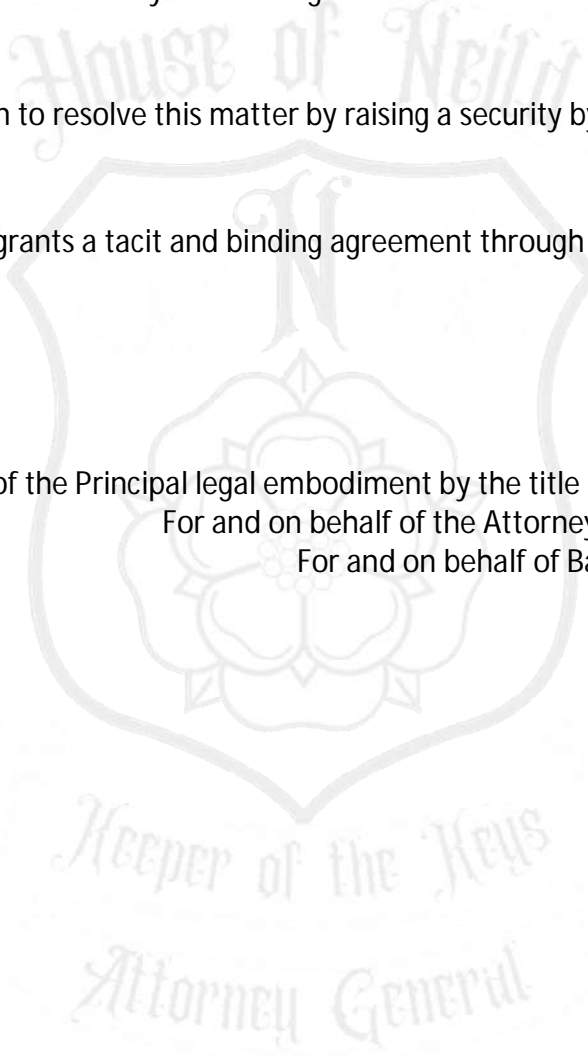 House of Neild
n to resolve this matter by raising a security by
grants a tacit and binding agreement through
N
of the Principal legal embodiment by the title
For and on behalf of the Attorney
For and on behalf of Ba
Keeper of the Keys
Attorney General